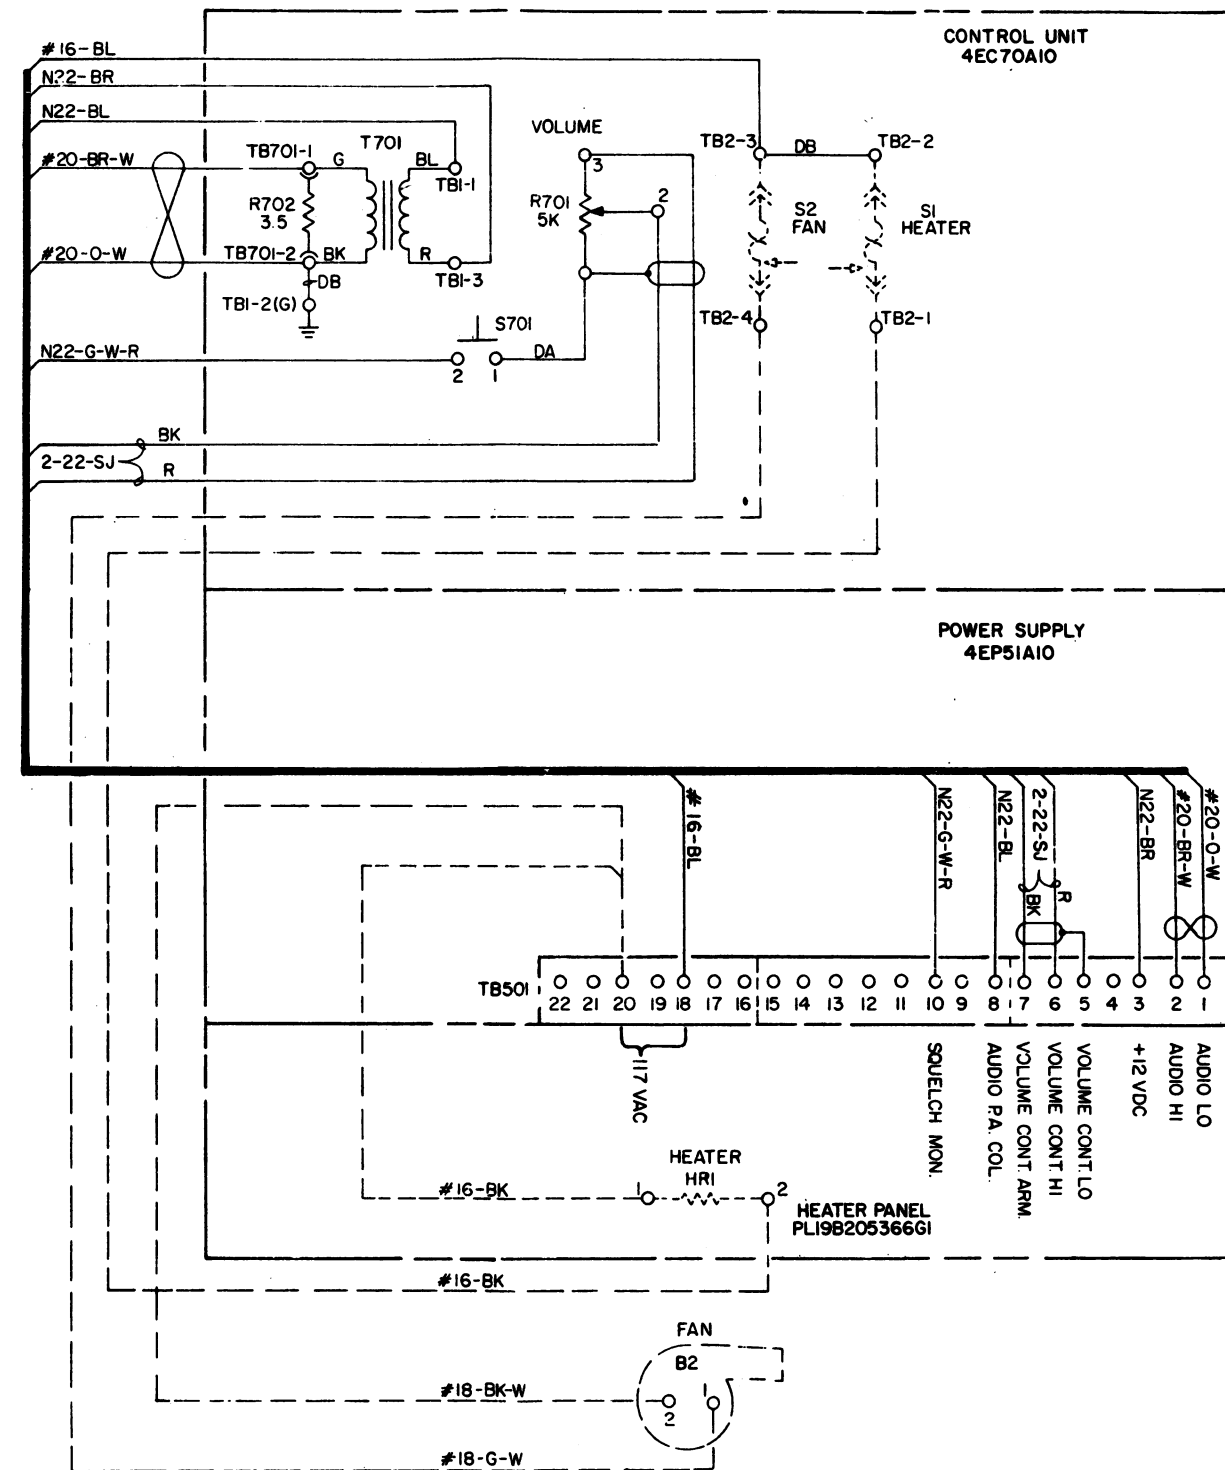 CONTROL UNIT
4EC70A10
#16-BL
N22-BR
N22-BL
#20-BR-W
#20-O-W
TB701-1
G
T701
BL
TB1-1
R702
3.5
TB701-2
BK
R
TB1-3
DB
TB1-2(G)
VOLUME
3
R701
5K
2
TB2-3
DB
TB2-2
S2
FAN
S1
HEATER
TB2-4
TB2-1
N22-G-W-R
S701
2
1
DA
BK
2-22-SJ
R
POWER SUPPLY
4EP51A10
#16-BL
N22-G-W-R
N22-BL
2-22-SJ
BK
R
N22-BR
#20-BR-W
#20-O-W
TB501
22 21 20 19 18 17 16 15 14 13 12 11 10 9 8 7 6 5 4 3 2 1
117 VAC
SQUELCH MON.
AUDIO P.A. COL.
VOLUME CONT. ARM.
VOLUME CONT. HI
VOLUME CONT. LO
+12 VDC
AUDIO HI
AUDIO LO
HEATER
HR1
#16-BK
1
2
HEATER PANEL
PL19B205366G1
#16-BK
FAN
B2
#18-BK-W
2
1
#18-G-W